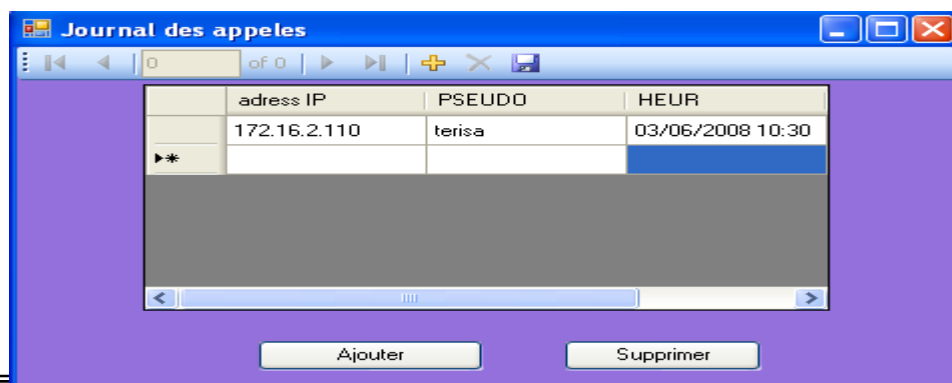 Journal des appeles
0 of 0
adress IP PSEUDO HEUR
172.16.2.110 terisa 03/06/2008 10:30
Ajouter Supprimer